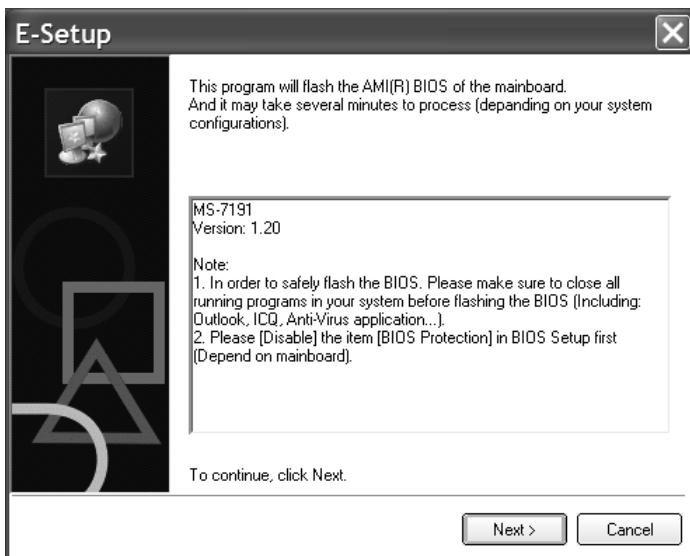 E-Setup
This program will flash the AMI(R) BIOS of the mainboard.
And it may take several minutes to process (depanding on your system
configurations).
MS-7191
Version: 1.20
Note:
1. In order to safely flash the BIOS. Please make sure to close all
running programs in your system before flashing the BIOS (Including:
Outlook, ICQ, Anti-Virus application...).
2. Please [Disable] the item [BIOS Protection] in BIOS Setup first
(Depend on mainboard).
To continue, click Next.
Next >
Cancel